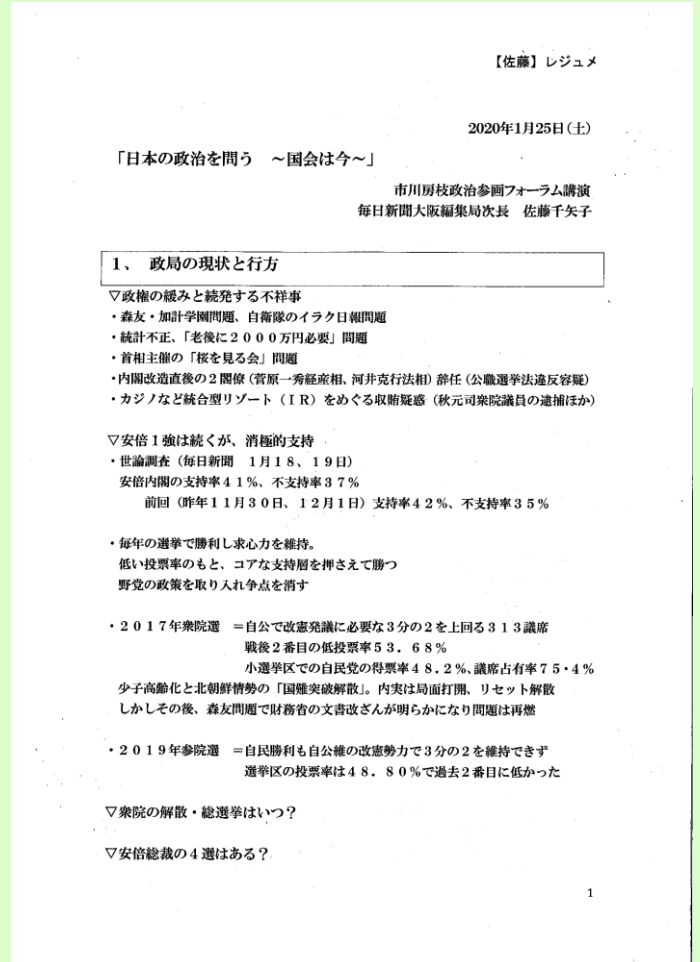 【佐藤】レジュメ
2020年1月25日（土）
「日本の政治を問う　～国会は今～」
市川房枝政治参画フォーラム講演
毎日新聞大阪編集局次長　佐藤千矢子
１、　政局の現状と行方
▽政権の緩みと続発する不祥事
・森友・加計学園問題、自衛隊のイラク日報問題
・統計不正、「老後に２０００万円必要」問題
・首相主催の「桜を見る会」問題
・内閣改造直後の２閣僚（菅原一秀経産相、河井克行法相）辞任（公職選挙法違反容疑）
・カジノなど統合型リゾート（ＩＲ）をめぐる収賄疑惑（秋元司衆院議員の逮捕ほか）
▽安倍１強は続くが、消極的支持
・世論調査（毎日新聞　１月１８、１９日）
安倍内閣の支持率４１％、不支持率３７％
前回（昨年１１月３０日、１２月１日）支持率４２％、不支持率３５％
・毎年の選挙で勝利し求心力を維持。
低い投票率のもと、コアな支持層を押さえて勝つ
野党の政策を取り入れ争点を消す
・２０１７年衆院選　＝自公で改憲発議に必要な３分の２を上回る３１３議席
戦後２番目の低投票率５３．６８％
小選挙区での自民党の得票率４８.２％、議席占有率７５・４％
少子高齢化と北朝鮮情勢の「国難突破解散」。内実は局面打開、リセット解散
しかしその後、森友問題で財務省の文書改ざんが明らかになり問題は再燃
・２０１９年参院選　＝自民勝利も自公維の改憲勢力で３分の２を維持できず
選挙区の投票率は４８．８０％で過去２番目に低かった
▽衆院の解散・総選挙はいつ？
▽安倍総裁の４選はある？
1